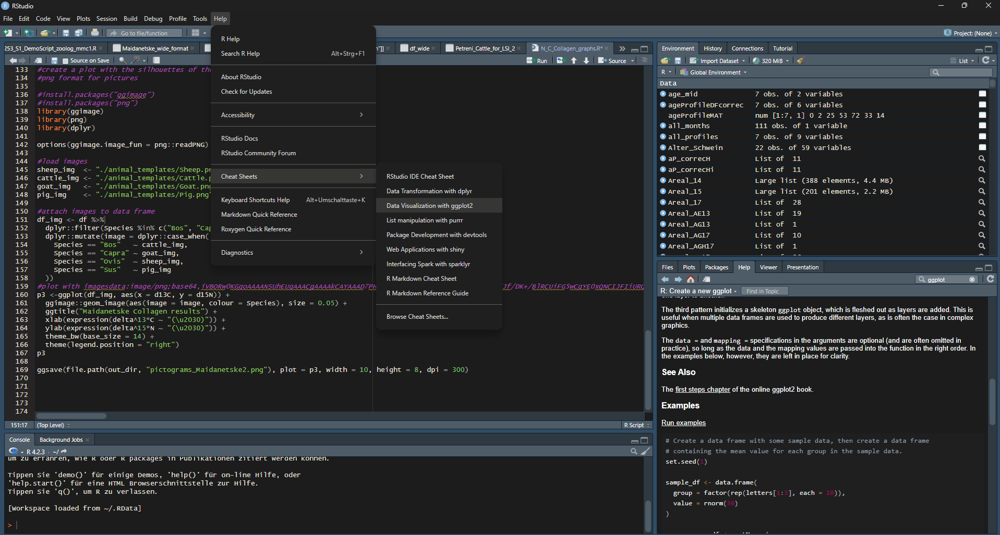 RStudio
File Edit Code View Plots Session Build Debug Profile Tools Help
Go to file/function
Project: (None)
253_S1_DemoScript_zoolog_mmc1.R
Maidanetske_wide_format
n"]]
df_wide
Petreni_Cattle_for_LSI_2
N_C_Collagen_graphs.R*
Source on Save
Run
Source
133 #create a plot with the silhouettes of th
134 #png format for pictures
135
136 #install.packages("ggimage")
137 #install.packages("png")
138 library(ggimage)
139 library(png)
140 library(dplyr)
141
142 options(ggimage.image_fun = png::readPNG)
143
144 #load images
145 sheep_img <- "./animal_templates/Sheep.pn
146 cattle_img <- "./animal_templates/Cattle.p
147 goat_img <- "./animal_templates/Goat.png
148 pig_img <- "./animal_templates/Pig.png"
149
150 #attach images to data frame
151 df_img <- df %>%
152 dplyr::filter(Species %in% c("Bos", "Cap
153 dplyr::mutate(image = dplyr::case_when(
154 Species == "Bos" ~ cattle_img,
155 Species == "Capra" ~ goat_img,
156 Species == "Ovis" ~ sheep_img,
157 Species == "Sus" ~ pig_img
158 ))
159 #plot with imagesdata:image/png;base64,iVBORw0KGgoAAAANSUhEUgAAACgAAAAkCAYAAAD7PH
160 p3 <-ggplot(df_img, aes(x = d13C, y = d15N)) +
161 ggimage::geom_image(aes(image = image, colour = Species), size = 0.05) +
162 ggtitle("Maidanetske Collagen results") +
163 xlab(expression(delta^13*C ~ "(\u2030)")) +
164 ylab(expression(delta^15*N ~ "(\u2030)")) +
165 theme_bw(base_size = 14) +
166 theme(legend.position = "right")
167 p3
168
169 ggsave(file.path(out_dir, "pictograms_Maidanetske2.png"), plot = p3, width = 10, height = 8, dpi = 300)
170
171
172
173
174
151:17 (Top Level)
R Script
R Help
Search R Help Alt+Strg+F1
About RStudio
Check for Updates
Accessibility
RStudio Docs
RStudio Community Forum
Cheat Sheets
Keyboard Shortcuts Help Alt+Umschalttaste+K
Markdown Quick Reference
Roxygen Quick Reference
Diagnostics
RStudio IDE Cheat Sheet
Data Transformation with dplyr
Data Visualization with ggplot2
List manipulation with purrr
Package Development with devtools
Web Applications with shiny
Interfacing Spark with sparklyr
R Markdown Cheat Sheet
R Markdown Reference Guide
Browse Cheat Sheets...
Console Background Jobs
R 4.2.3 · ~/
um zu erfahren, wie R oder R packages in Publikationen zitiert werden können.
Tippen Sie 'demo()' für einige Demos, 'help()' für on-line Hilfe, oder
'help.start()' für eine HTML Browserschnittstelle zur Hilfe.
Tippen Sie 'q()', um R zu verlassen.
[Workspace loaded from ~/.RData]
>
Environment History Connections Tutorial
Import Dataset 320 MiB List
R Global Environment
Data
age_mid 7 obs. of 2 variables
ageProfileDFcorrec 7 obs. of 6 variables
ageProfileMAT num [1:7, 1] 0 2 25 53 72 33 14
all_months 111 obs. of 1 variable
all_profiles 7 obs. of 9 variables
Alter_Schwein 22 obs. of 59 variables
aP_correcH List of 11
aP_correcHi List of 11
Areal_14 Large list (388 elements, 4.4 MB)
Areal_15 Large list (201 elements, 2.2 MB)
Areal_17 List of 28
Areal_AE13 List of 19
Areal_AG13 List of 1
Areal_AG17 List of 10
Areal_AGH17 List of 1
Files Plots Packages Help Viewer Presentation
ggplot
R: Create a new ggplot Find in Topic
The third pattern initializes a skeleton ggplot object, which is fleshed out as layers are added. This is
useful when multiple data frames are used to produce different layers, as is often the case in complex
graphics.
The data = and mapping = specifications in the arguments are optional (and are often omitted in
practice), so long as the data and the mapping values are passed into the function in the right order. In
the examples below, however, they are left in place for clarity.
See Also
The first steps chapter of the online ggplot2 book.
Examples
Run examples
# Create a data frame with some sample data, then create a data frame
# containing the mean value for each group in the sample data.
set.seed(1)
sample_df <- data.frame(
group = factor(rep(letters[1:3], each = 10)),
value = rnorm(30)
)